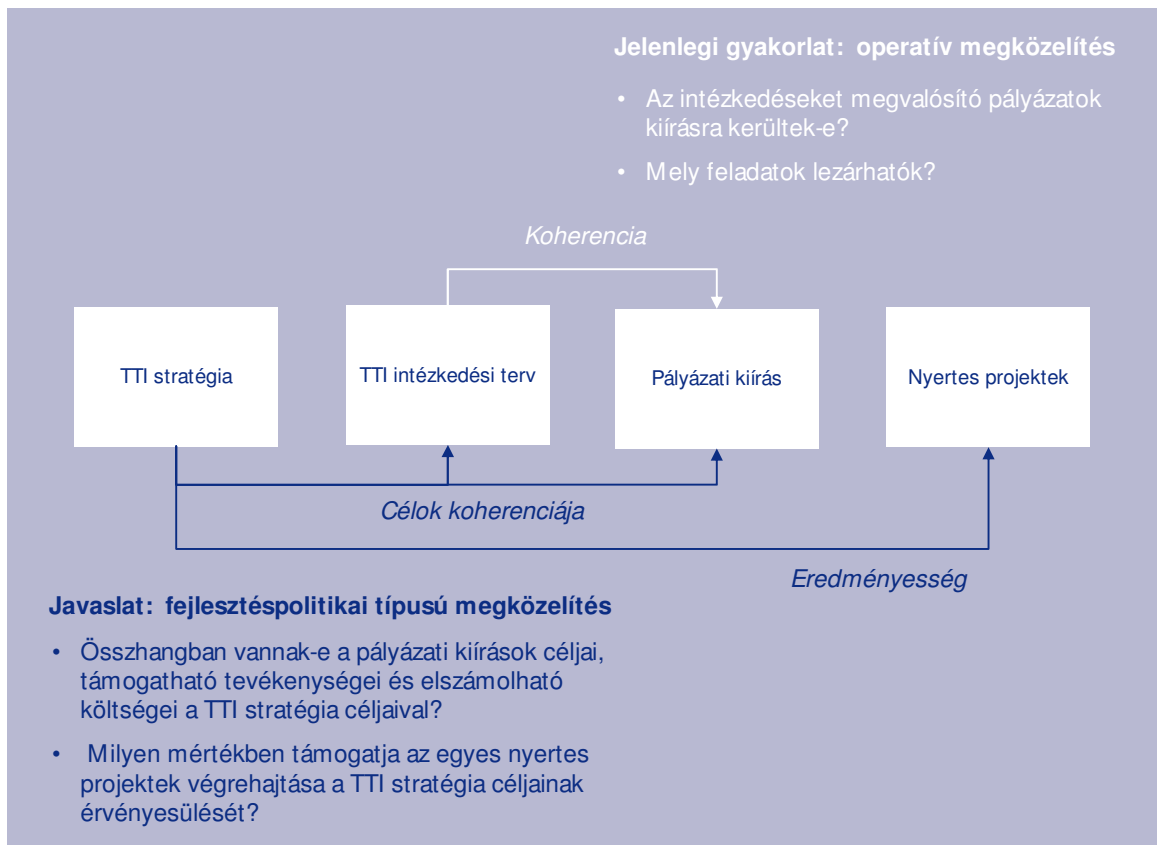 Jelenlegi gyakorlat: operatív megközelítés
• Az intézkedéseket megvalósító pályázatok
kiírásra kerültek-e?
• Mely feladatok lezárhatók?
Koherencia
TTI stratégia
TTI intézkedési terv
Pályázati kiírás
Nyertes projektek
Célok koherenciája
Eredményesség
Javaslat: fejlesztéspolitikai típusú megközelítés
• Összhangban vannak-e a pályázati kiírások céljai,
támogatható tevékenységei és elszámolható
költségei a TTI stratégia céljaival?
• Milyen mértékben támogatja az egyes nyertes
projektek végrehajtása a TTI stratégia céljainak
érvényesülését?